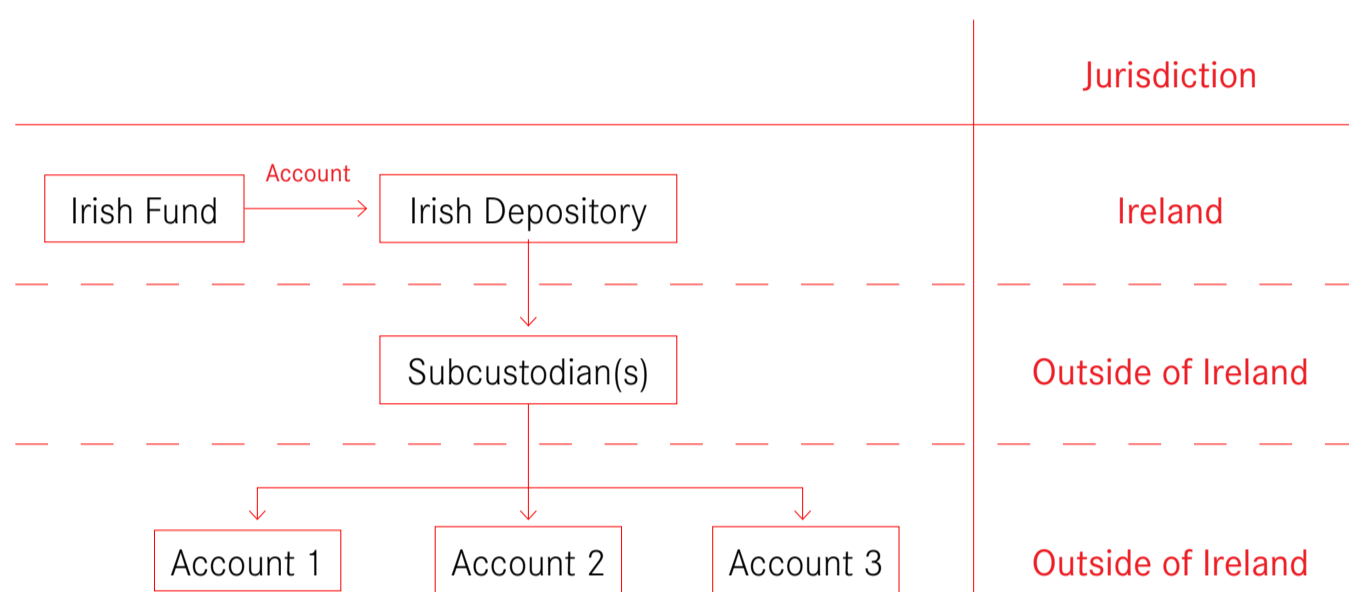 Jurisdiction
Account
Irish Fund
Irish Depository
Ireland
Subcustodian(s)
Outside of Ireland
Account 1
Account 2
Account 3
Outside of Ireland